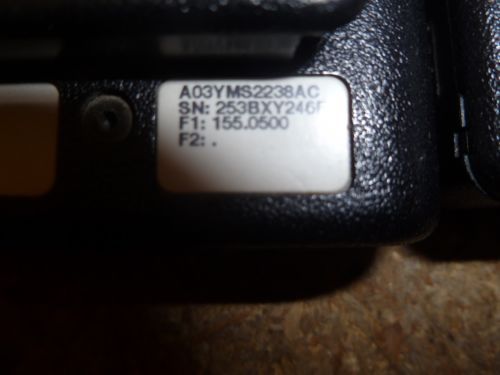 A03YMS2238AC
SN: 253BXY246F
F1: 155.0500
F2: .